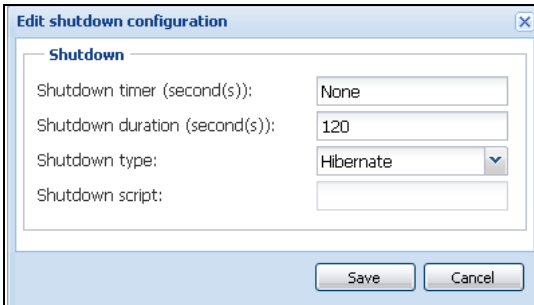 Edit shutdown configuration
Shutdown
Shutdown timer (second(s)): None
Shutdown duration (second(s)): 120
Shutdown type: Hibernate
Shutdown script:
Save Cancel